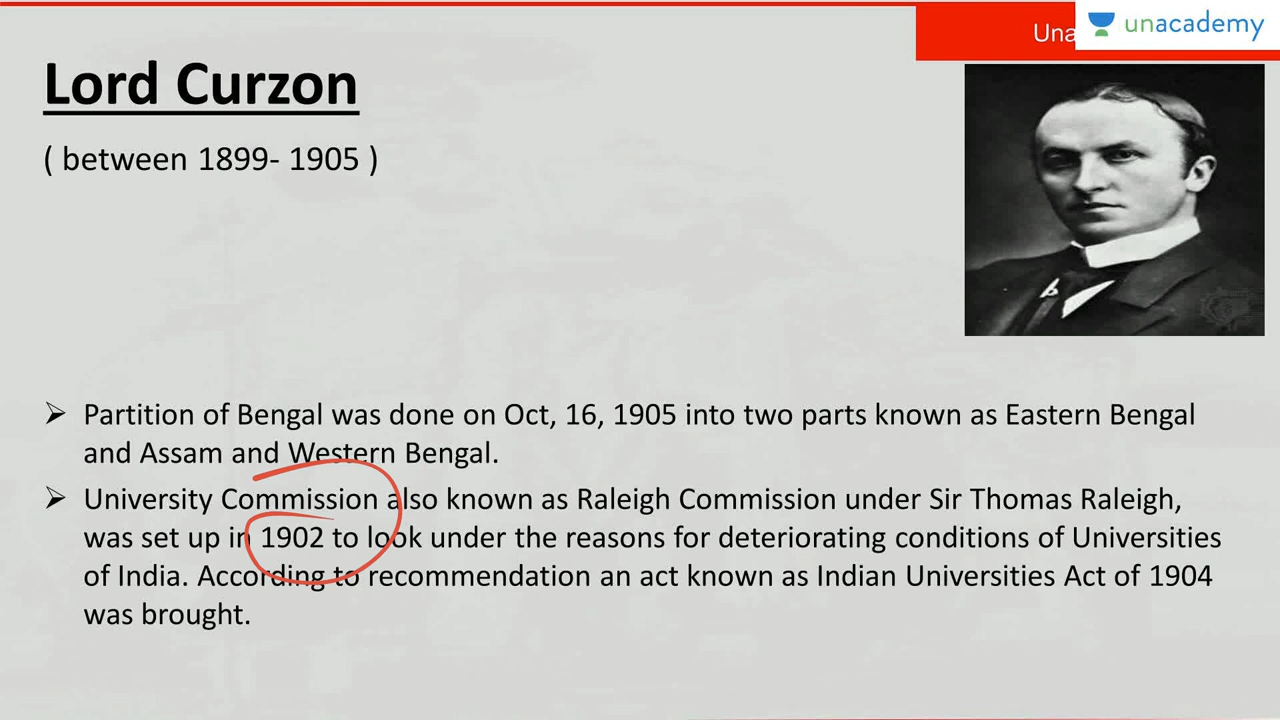 Una
unacademy
Lord Curzon
( between 1899- 1905 )
➢ Partition of Bengal was done on Oct, 16, 1905 into two parts known as Eastern Bengal
and Assam and Western Bengal.
➢ University Commission also known as Raleigh Commission under Sir Thomas Raleigh,
was set up in 1902 to look under the reasons for deteriorating conditions of Universities
of India. According to recommendation an act known as Indian Universities Act of 1904
was brought.